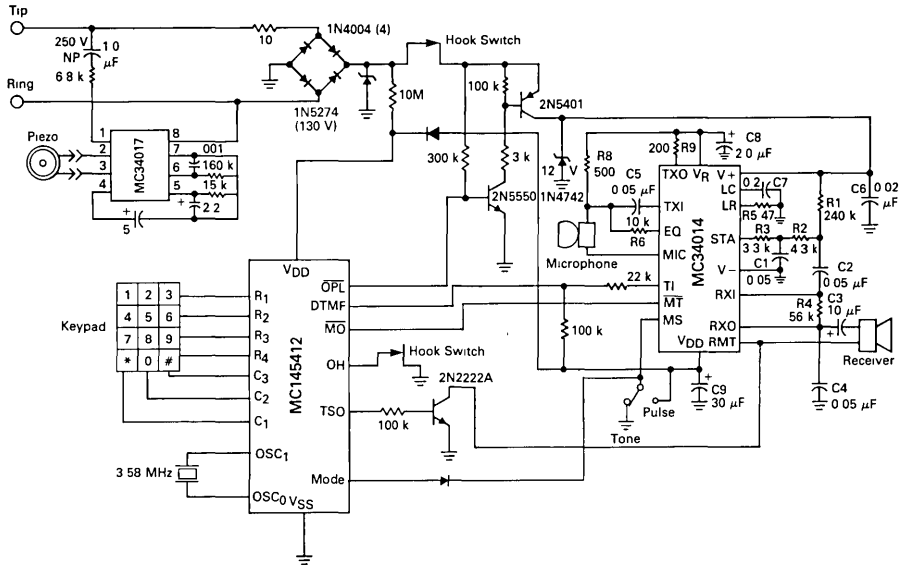 Tip
Ring
250 V
NP
1 0
µF
6 8 k
10
1N4004 (4)
1N5274
(130 V)
Hook Switch
10M
100 k
2N5401
300 k
3 k
2N5550
12 V
1N4742
Piezo
MC34017
1
2
3
4
8
7
6
5
001
160 k
15 k
+
2 2
+
5
R8
500
200
R9
C8
+
2 0 µF
C5
0 05 µF
10 k
R6
Microphone
MC34014
TXO
VR
V+
TXI
LC
LR
EQ
STA
MIC
V−
TI
RXI
MT
MS
RXO
VDD
RMT
0 2
C7
R5 47
R1
240 k
C6
0 02
µF
R3
3 3 k
R2
4 3 k
C1
0 05
C2
0 05 µF
R4
56 k
C3
10 µF
+
Receiver
C4
0 05 µF
+
C9
30 µF
22 k
100 k
Tone
Pulse
Keypad
1 2 3
4 5 6
7 8 9
* 0 #
MC145412
VDD
R1
R2
R3
R4
C3
C2
C1
OSC1
OSC0
VSS
OPL
DTMF
MO
OH
TSO
Mode
Hook Switch
2N2222A
100 k
3 58 MHz